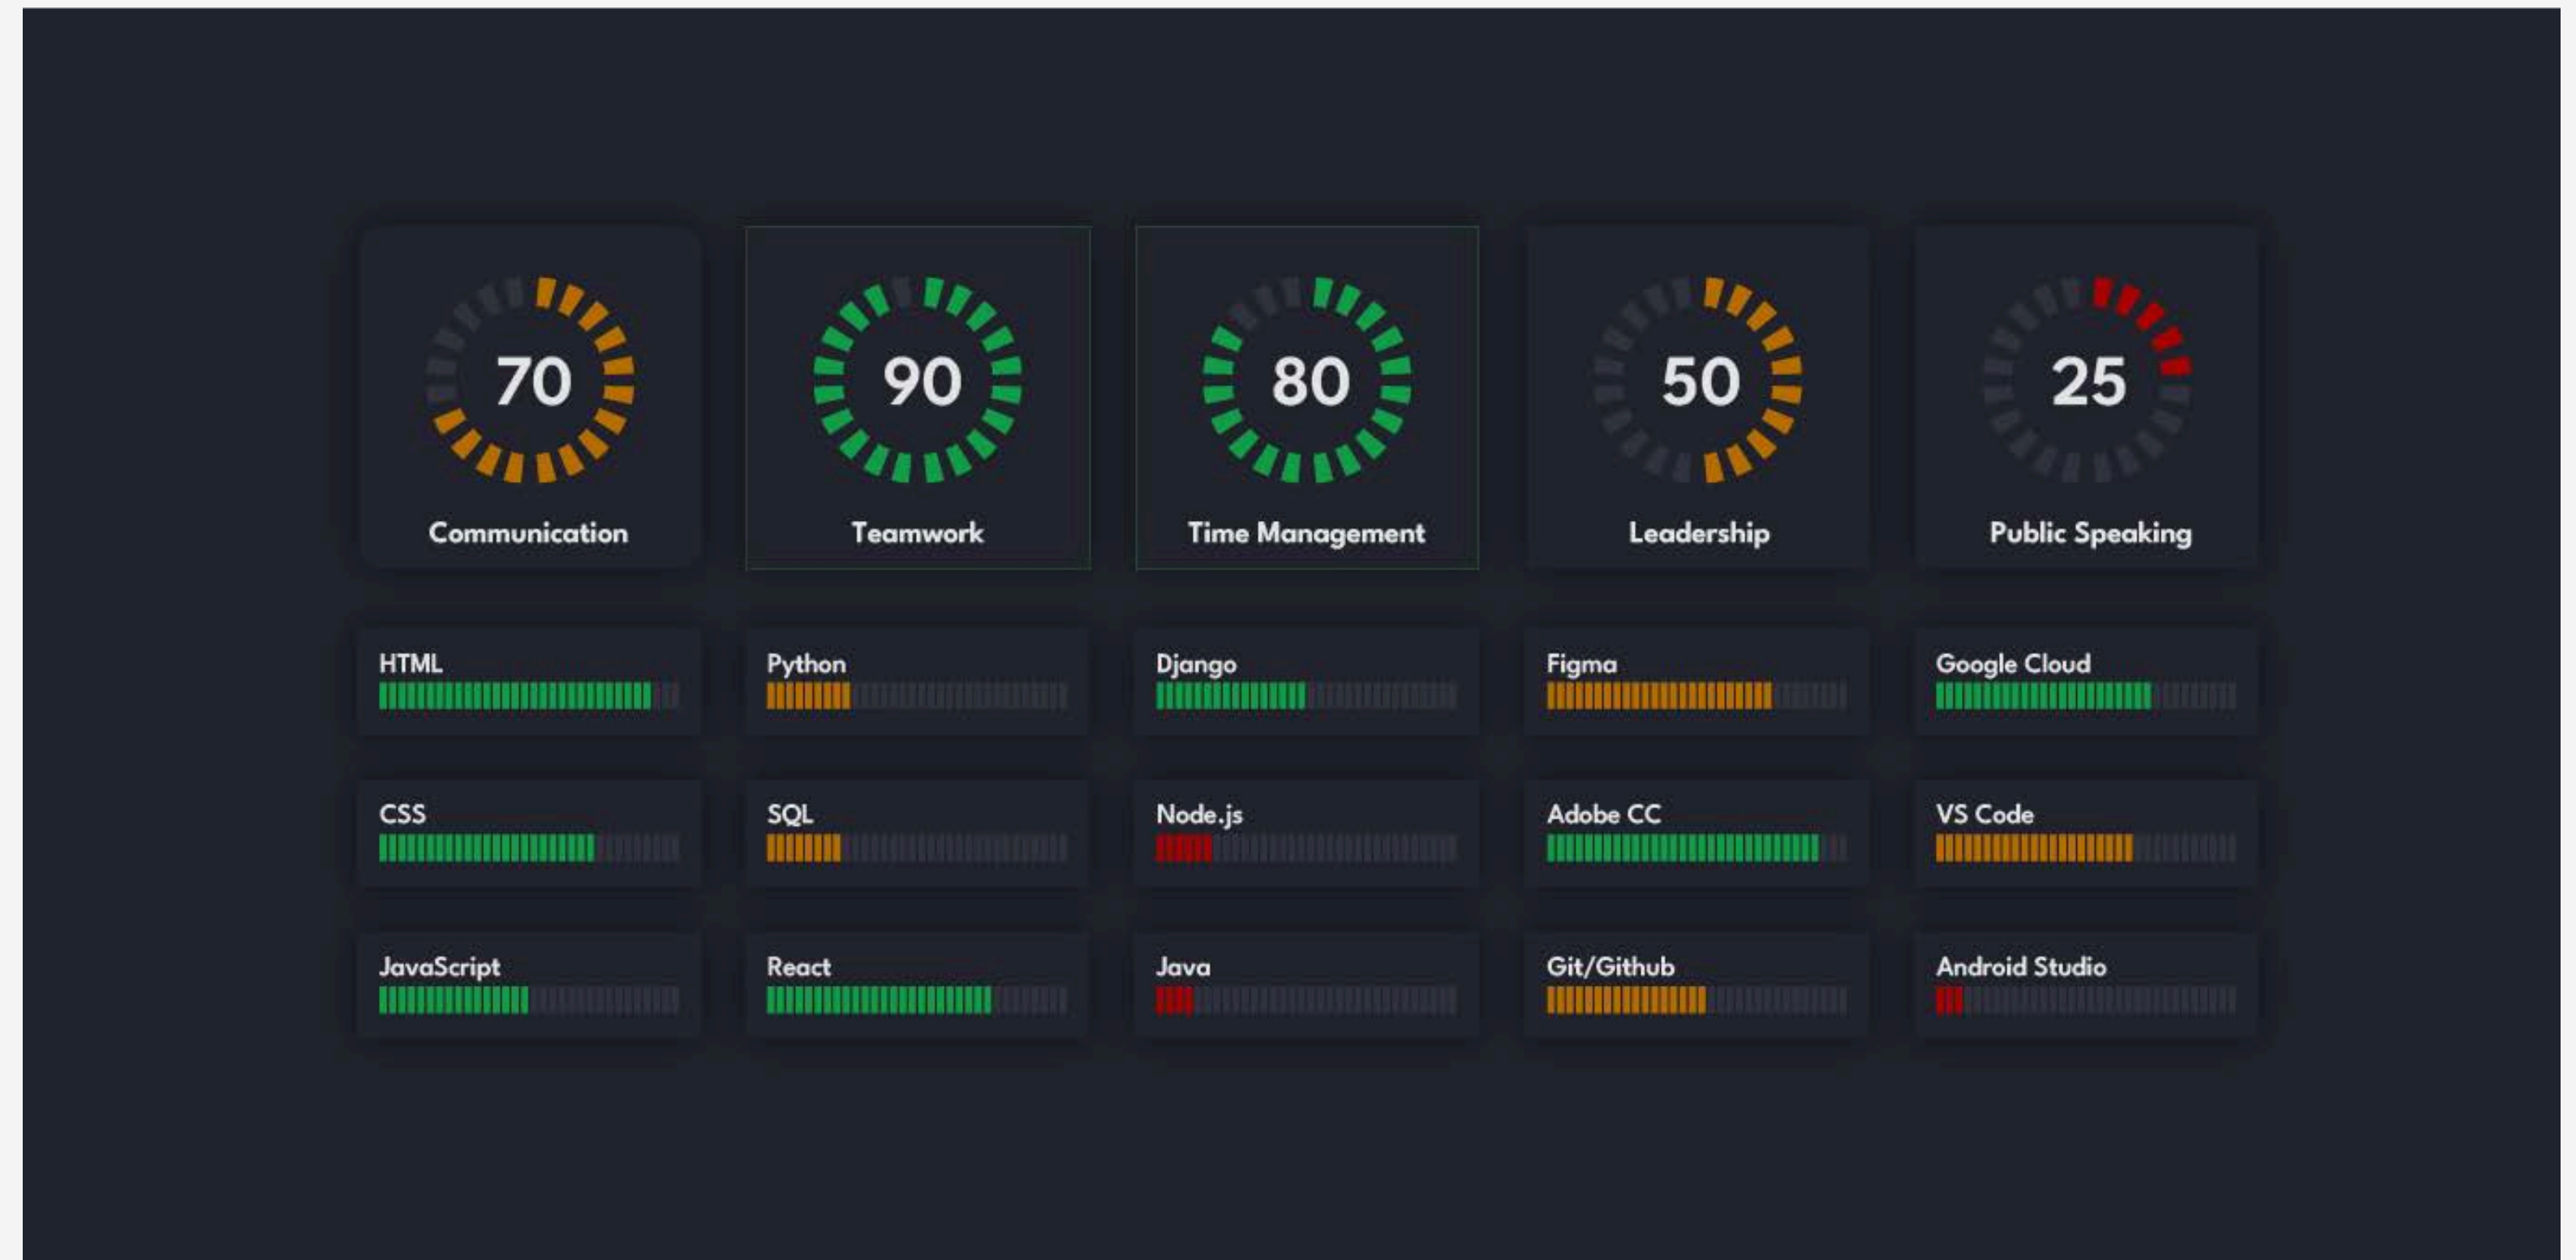 70
90
80
50
25
Communication
Teamwork
Time Management
Leadership
Public Speaking
HTML
Python
Django
Figma
Google Cloud
CSS
SQL
Node.js
Adobe CC
VS Code
JavaScript
React
Java
Git/Github
Android Studio